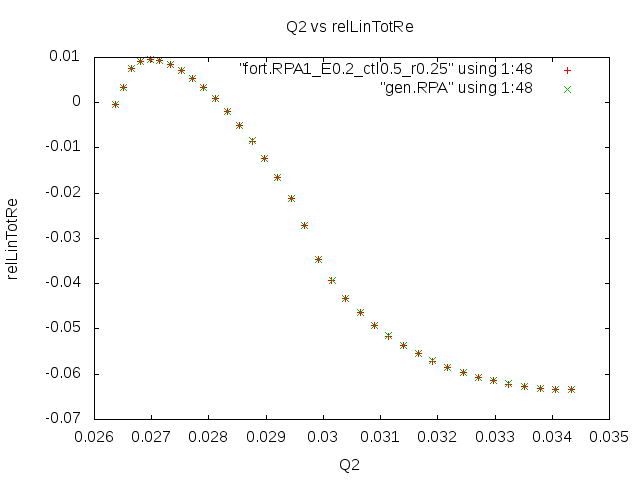 Q2 vs relLinTotRe
"fort.RPA1_E0.2_ctl0.5_r0.25" using 1:48
"gen.RPA" using 1:48
relLinTotRe
0.01
0
-0.01
-0.02
-0.03
-0.04
-0.05
-0.06
-0.07
0.026 0.027 0.028 0.029 0.03 0.031 0.032 0.033 0.034 0.035
Q2